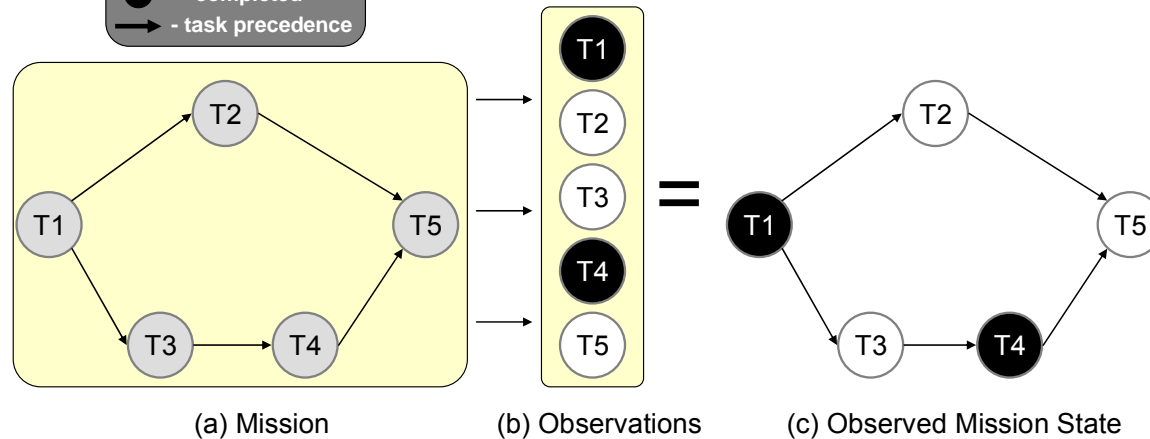 - task precedence
T2
T1
T5
T3
T4
T1
T2
T3
T4
T5
=
T2
T1
T5
T3
T4
(a) Mission
(b) Observations
(c) Observed Mission State